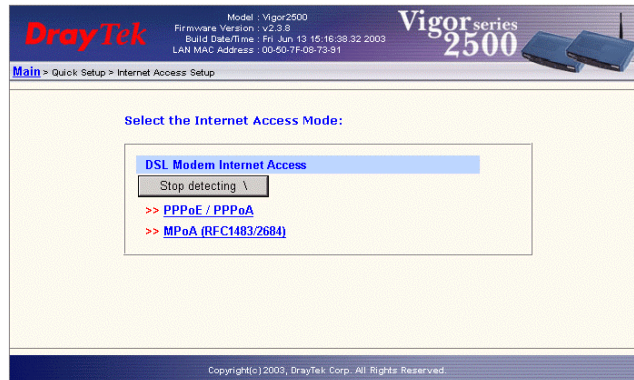 DrayTek
Model : Vigor2500
Firmware Version : v2.3.8
Build Date/Time : Fri Jun 13 15:16:38.32 2003
LAN MAC Address : 00-50-7F-08-73-91
Vigor series
2500
Main > Quick Setup > Internet Access Setup
Select the Internet Access Mode:
DSL Modem Internet Access
Stop detecting \
>> PPPoE / PPPoA
>> MPoA (RFC1483/2684)
Copyright(c)2003, DrayTek Corp. All Rights Reserved.